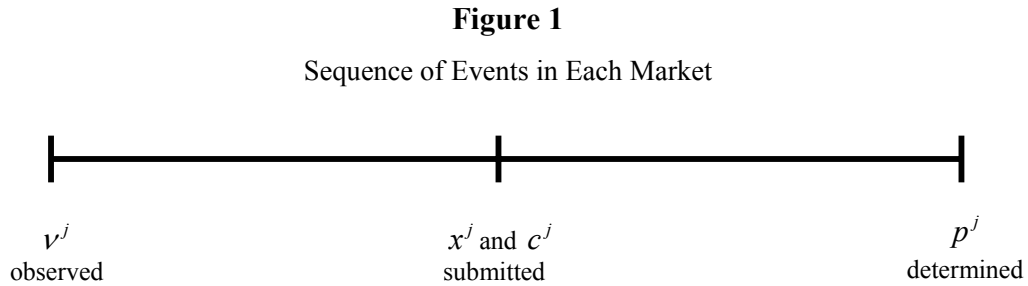 Figure 1
Sequence of Events in Each Market
ν^j x^j and c^j p^j
observed submitted determined